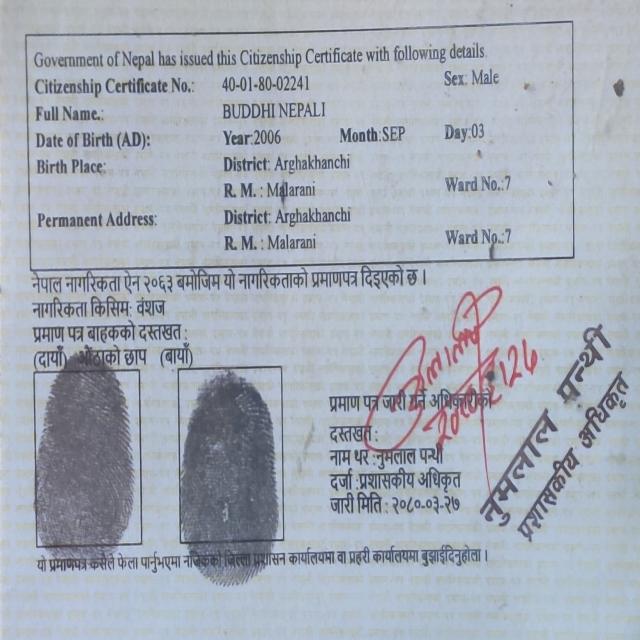 Government of Nepal has issued this Citizenship Certificate with following details
Citizenship Certificate No.: 40-01-80-02241 Sex: Male
Full Name.: BUDDHI NEPALI
Date of Birth (AD): Year:2006 Month:SEP Day:03
Birth Place: District: Arghakhanchi
R. M. : Malarani Ward No.:7
Permanent Address: District: Arghakhanchi
R. M. : Malarani Ward No.:7
नेपाल नागरिकता ऐन २०६३ बमोजिम यो नागरिकताको प्रमाणपत्र दिइएको छ ।
नागरिकता किसिम: वंशज
प्रमाण पत्र बाहकको दस्तखत :
(दायाँ) औंठाको छाप (बायाँ)
प्रमाण पत्र जारी गर्ने अधिकारीको
दस्तखत :
नाम थर :नुमलाल पन्थी
दर्जा :प्रशासकीय अधिकृत
जारी मिति : २०८०-०३-२७
नुमलाल पन्थी
प्रशासकीय अधिकृत
यो प्रमाणपत्र कसैले फेला पार्नुभएमा नजिकको जिल्ला प्रशासन कार्यालयमा वा प्रहरी कार्यालयमा बुझाईदिनुहोला ।